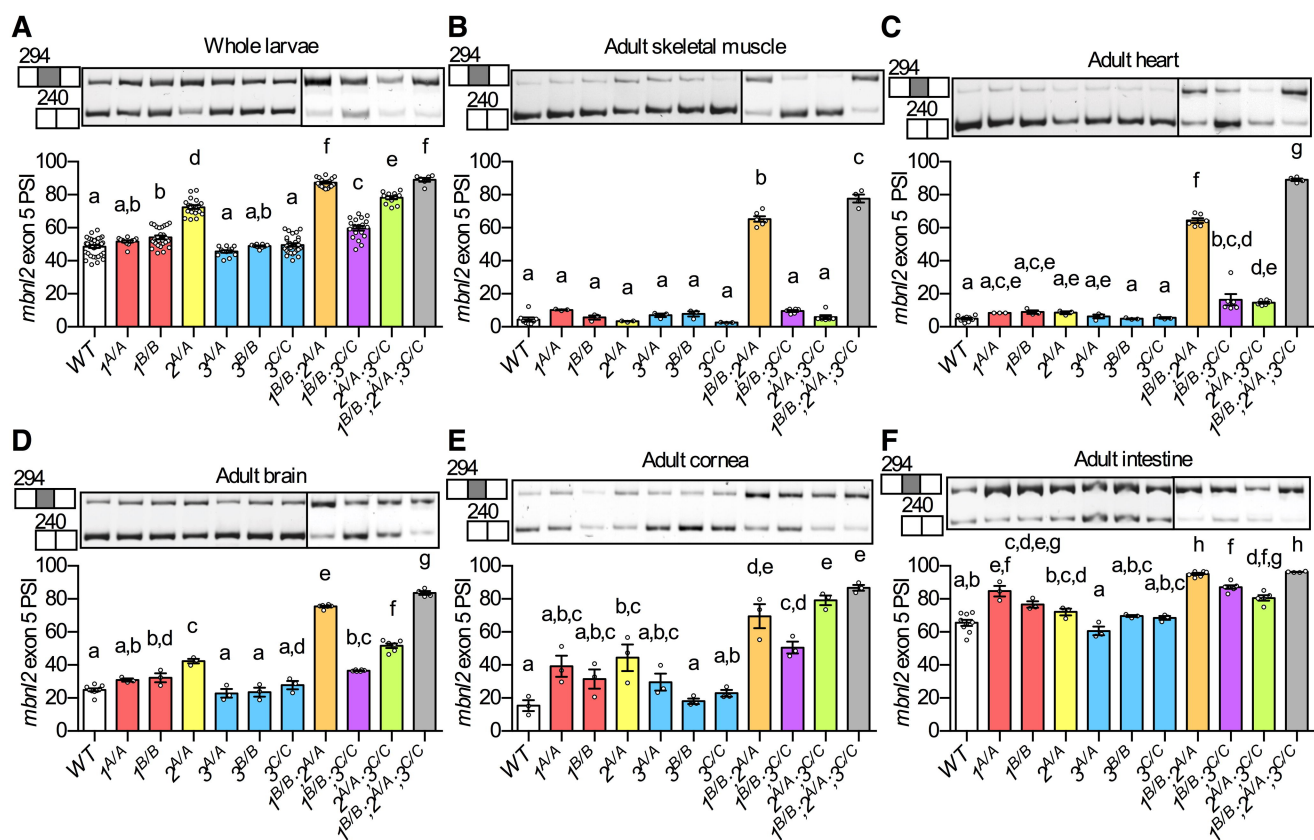 A
Whole larvae
294
240
mbnl2 exon 5 PSI
100
80
60
40
20
0
a
a,b
b
d
a
a,b
a
f
c
e
f
WT
1A/A
1B/B
2A/A
3A/A
3B/B
3C/C
1B/B;2A/A
1B/B;3C/C
2A/A;3C/C
1B/B;2A/A;3C/C
B
Adult skeletal muscle
294
240
mbnl2 exon 5 PSI
100
80
60
40
20
0
a
a
a
a
a
a
a
b
a
a
c
WT
1A/A
1B/B
2A/A
3A/A
3B/B
3C/C
1B/B;2A/A
1B/B;3C/C
2A/A;3C/C
1B/B;2A/A;3C/C
C
Adult heart
294
240
mbnl2 exon 5 PSI
100
80
60
40
20
0
a
a,c,e
a,c,e
a,e
a,e
a
a
f
b,c,d
d,e
g
WT
1A/A
1B/B
2A/A
3A/A
3B/B
3C/C
1B/B;2A/A
1B/B;3C/C
2A/A;3C/C
1B/B;2A/A;3C/C
D
Adult brain
294
240
mbnl2 exon 5 PSI
100
80
60
40
20
0
a
a,b
b,d
c
a
a
a,d
e
b,c
f
g
WT
1A/A
1B/B
2A/A
3A/A
3B/B
3C/C
1B/B;2A/A
1B/B;3C/C
2A/A;3C/C
1B/B;2A/A;3C/C
E
Adult cornea
294
240
mbnl2 exon 5 PSI
100
80
60
40
20
0
a
a,b,c
a,b,c
b,c
a,b,c
a
a,b
d,e
c,d
e
e
WT
1A/A
1B/B
2A/A
3A/A
3B/B
3C/C
1B/B;2A/A
1B/B;3C/C
2A/A;3C/C
1B/B;2A/A;3C/C
F
Adult intestine
294
240
mbnl2 exon 5 PSI
100
80
60
40
20
0
a,b
e,f
c,d,e,g
b,c,d
a
a,b,c
a,b,c
h
f
d,f,g
h
WT
1A/A
1B/B
2A/A
3A/A
3B/B
3C/C
1B/B;2A/A
1B/B;3C/C
2A/A;3C/C
1B/B;2A/A;3C/C